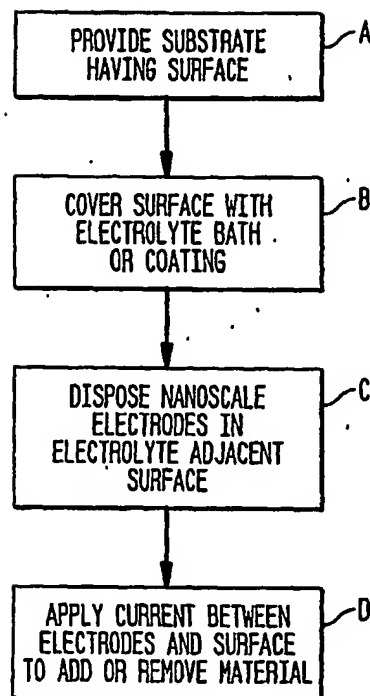 PROVIDE SUBSTRATE
HAVING SURFACE
A
COVER SURFACE WITH
ELECTROLYTE BATH
OR COATING
B
DISPOSE NANOSCALE
ELECTRODES IN
ELECTROLYTE ADJACENT
SURFACE
C
APPLY CURRENT BETWEEN
ELECTRODES AND SURFACE
TO ADD OR REMOVE MATERIAL
D